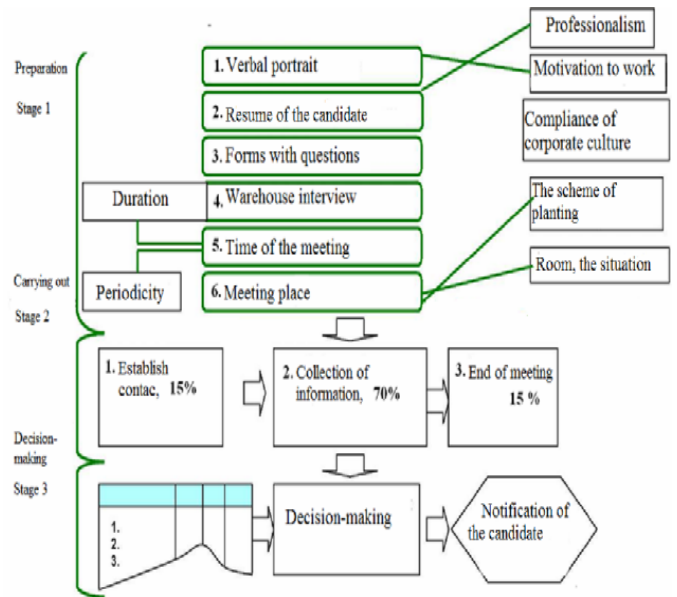 Preparation
Stage 1
1. Verbal portrait
2. Resume of the candidate
3. Forms with questions
4. Warehouse interview
5. Time of the meeting
6. Meeting place
Duration
Periodicity
Professionalism
Motivation to work
Compliance of
corporate culture
The scheme of
planting
Room, the situation
Carrying out
Stage 2
1. Establish
contac, 15%
2. Collection of
information, 70%
3. End of meeting
15 %
Decision-
making
Stage 3
1.
2.
3.
Decision-making
Notification of
the candidate